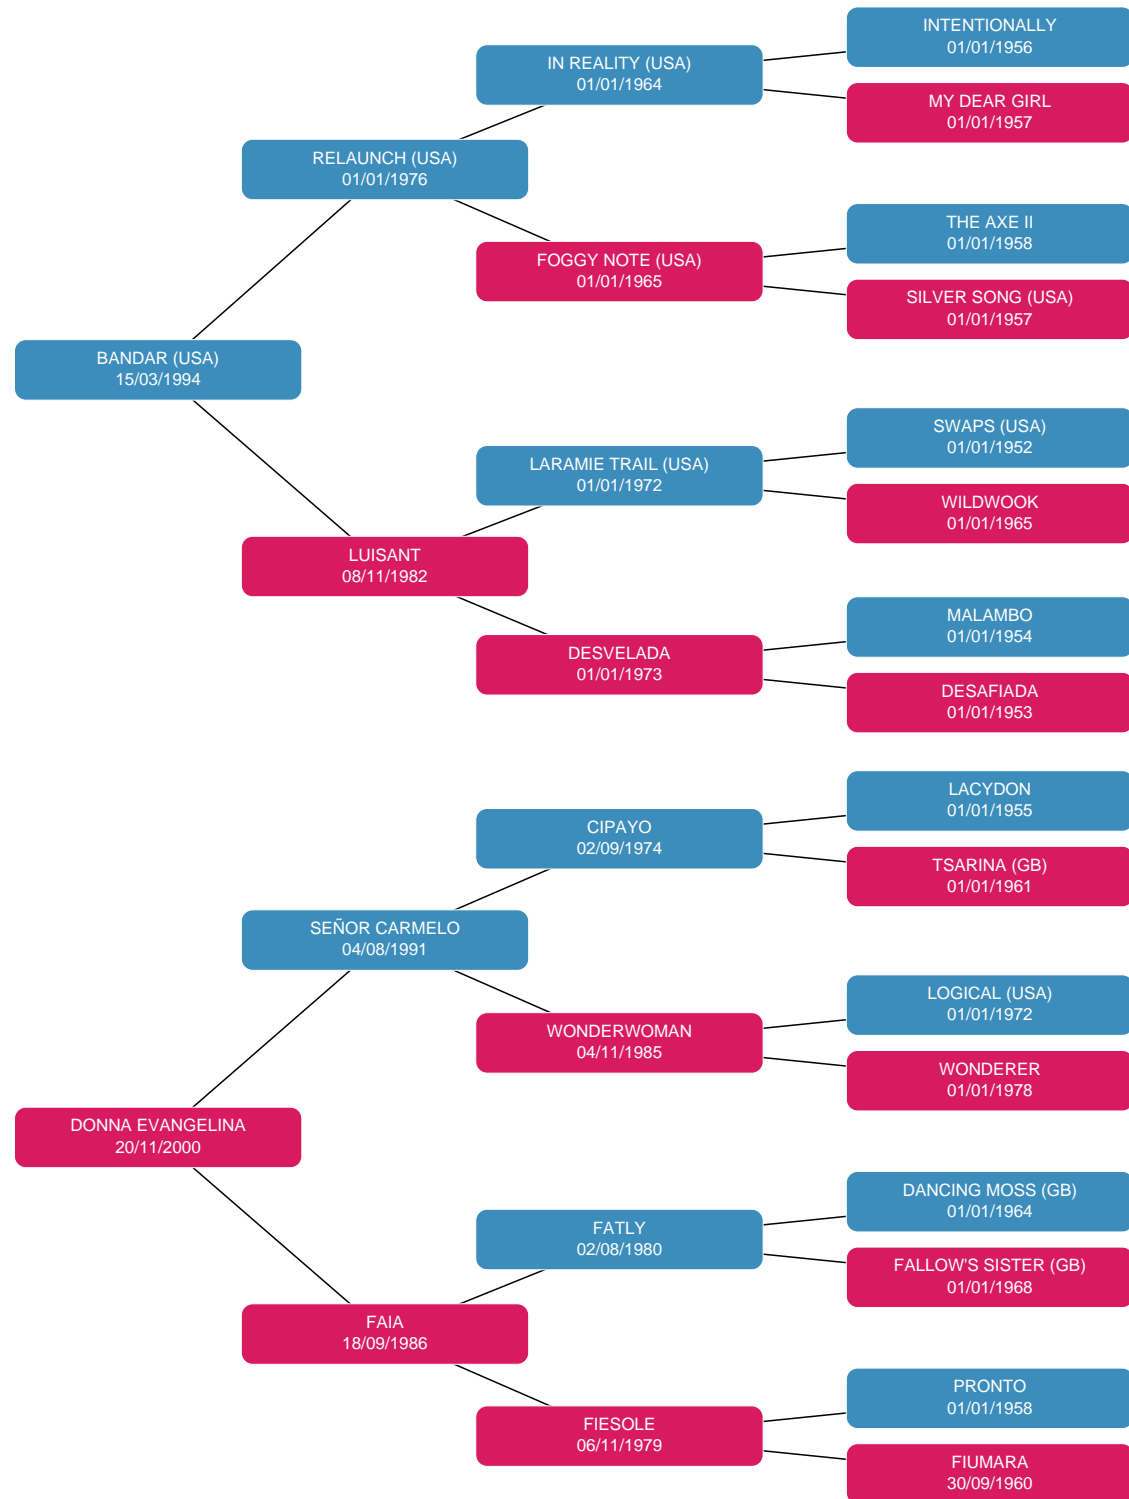 INTENTIONALLY
01/01/1956
IN REALITY (USA)
01/01/1964
MY DEAR GIRL
01/01/1957
RELAUNCH (USA)
01/01/1976
THE AXE II
01/01/1958
FOGGY NOTE (USA)
01/01/1965
SILVER SONG (USA)
01/01/1957
BANDAR (USA)
15/03/1994
SWAPS (USA)
01/01/1952
LARAMIE TRAIL (USA)
01/01/1972
WILDWOOK
01/01/1965
LUISANT
08/11/1982
MALAMBO
01/01/1954
DESVELADA
01/01/1973
DESAFIADA
01/01/1953
LACYDON
01/01/1955
CIPAYO
02/09/1974
TSARINA (GB)
01/01/1961
SEÑOR CARMELO
04/08/1991
LOGICAL (USA)
01/01/1972
WONDERWOMAN
04/11/1985
WONDERER
01/01/1978
DONNA EVANGELINA
20/11/2000
DANCING MOSS (GB)
01/01/1964
FATLY
02/08/1980
FALLOW'S SISTER (GB)
01/01/1968
FAIA
18/09/1986
PRONTO
01/01/1958
FIESOLE
06/11/1979
FIUMARA
30/09/1960